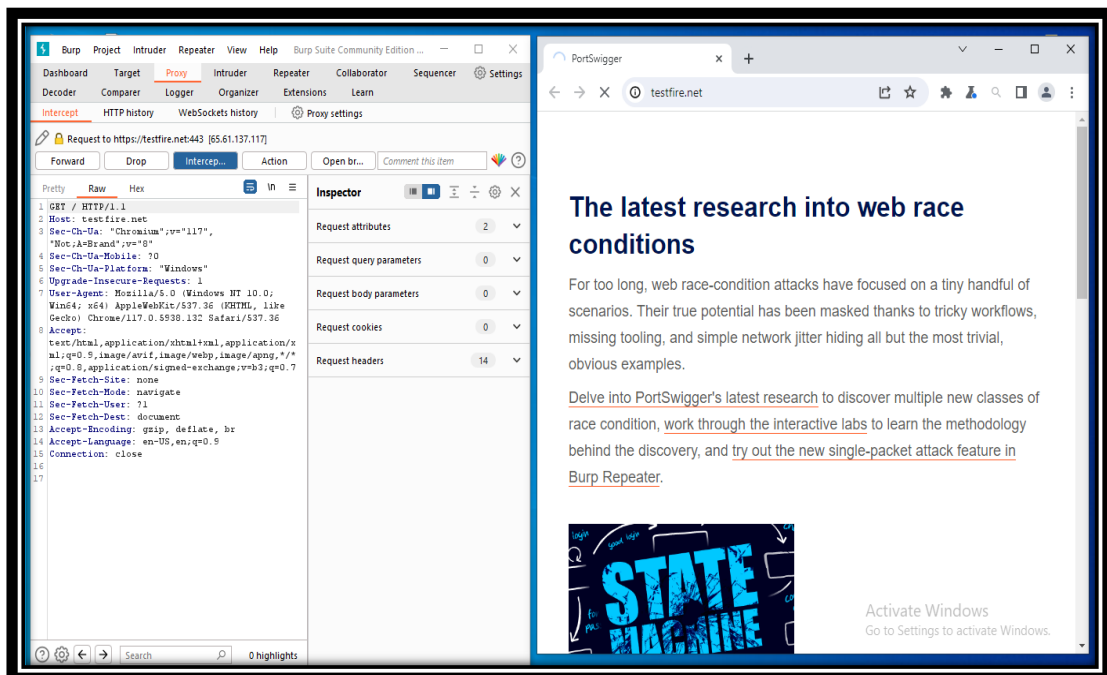 Burp Project Intruder Repeater View Help Burp Suite Community Edition ...
Dashboard Target Proxy Intruder Repeater Collaborator Sequencer Settings
Decoder Comparer Logger Organizer Extensions Learn
Intercept HTTP history WebSockets history Proxy settings
Request to https://testfire.net:443 [65.61.137.117]
Forward Drop Intercep... Action Open br... Comment this item
Pretty Raw Hex \n
1 GET / HTTP/1.1
2 Host: testfire.net
3 Sec-Ch-Ua: "Chromium";v="117",
"Not;A=Brand";v="8"
4 Sec-Ch-Ua-Mobile: ?0
5 Sec-Ch-Ua-Platform: "Windows"
6 Upgrade-Insecure-Requests: 1
7 User-Agent: Mozilla/5.0 (Windows NT 10.0;
Win64; x64) AppleWebKit/537.36 (KHTML, like
Gecko) Chrome/117.0.5938.132 Safari/537.36
8 Accept:
text/html,application/xhtml+xml,application/x
ml;q=0.9,image/avif,image/webp,image/apng,*/*
;q=0.8,application/signed-exchange;v=b3;q=0.7
9 Sec-Fetch-Site: none
10 Sec-Fetch-Mode: navigate
11 Sec-Fetch-User: ?1
12 Sec-Fetch-Dest: document
13 Accept-Encoding: gzip, deflate, br
14 Accept-Language: en-US,en;q=0.9
15 Connection: close
16
17
Inspector
Request attributes 2
Request query parameters 0
Request body parameters 0
Request cookies 0
Request headers 14
Search 0 highlights
PortSwigger
testfire.net
The latest research into web race
conditions
For too long, web race-condition attacks have focused on a tiny handful of
scenarios. Their true potential has been masked thanks to tricky workflows,
missing tooling, and simple network jitter hiding all but the most trivial,
obvious examples.
Delve into PortSwigger's latest research to discover multiple new classes of
race condition, work through the interactive labs to learn the methodology
behind the discovery, and try out the new single-packet attack feature in
Burp Repeater.
login
good login
STATE
MACHINE
Activate Windows
Go to Settings to activate Windows.